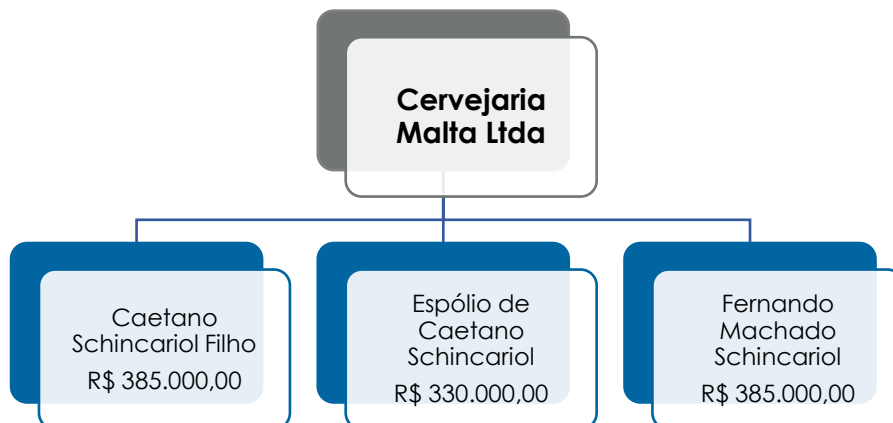 Cervejaria
Malta Ltda
Caetano
Schincariol Filho
R$ 385.000,00
Espólio de
Caetano
Schincariol
R$ 330.000,00
Fernando
Machado
Schincariol
R$ 385.000,00